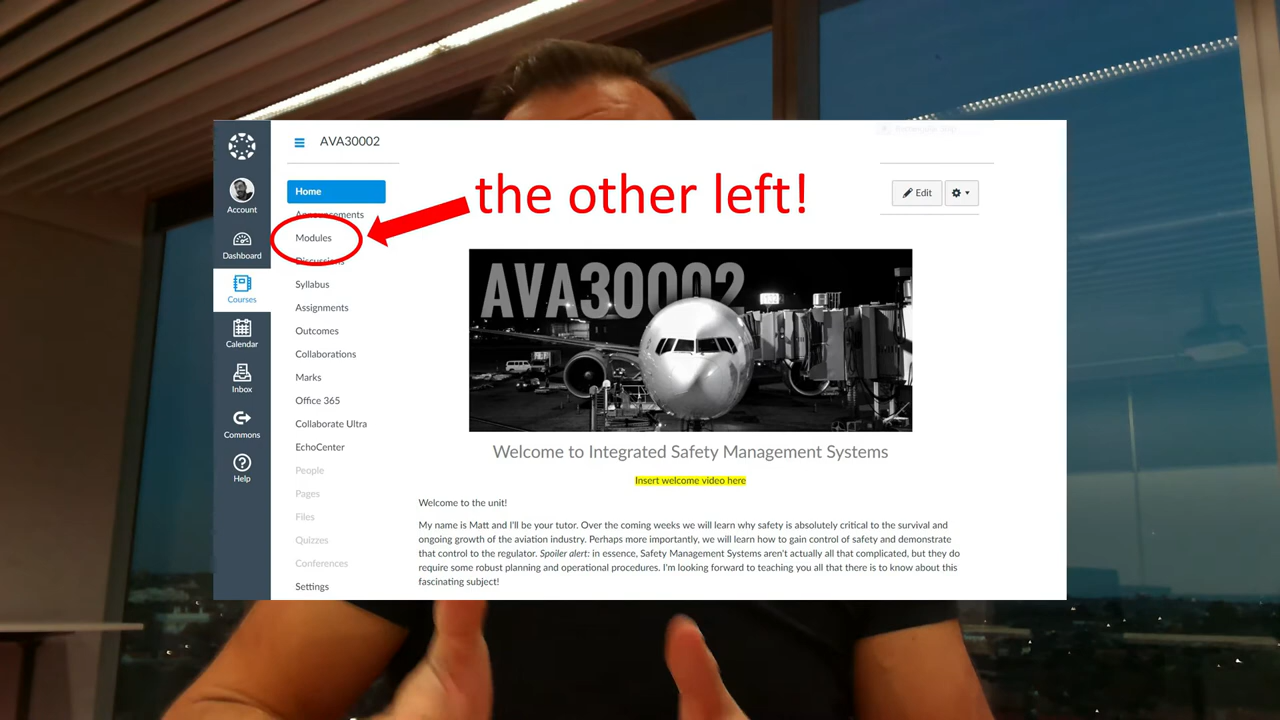 AVA30002
the other left!
Home
Edit
Account
Announcements
Modules
Dashboard
Discussions
Syllabus
Courses
Assignments
Outcomes
Calendar
Collaborations
Marks
Inbox
Office 365
Collaborate Ultra
Commons
EchoCenter
People
Help
Pages
Files
Quizzes
Conferences
Settings
AVA30002
Welcome to Integrated Safety Management Systems
Insert welcome video here
Welcome to the unit!
My name is Matt and I'll be your tutor. Over the coming weeks we will learn why safety is absolutely critical to the survival and
ongoing growth of the aviation industry. Perhaps more importantly, we will learn how to gain control of safety and demonstrate
that control to the regulator. Spoiler alert: in essence, Safety Management Systems aren't actually all that complicated, but they do
require some robust planning and operational procedures. I'm looking forward to teaching you all that there is to know about this
fascinating subject!